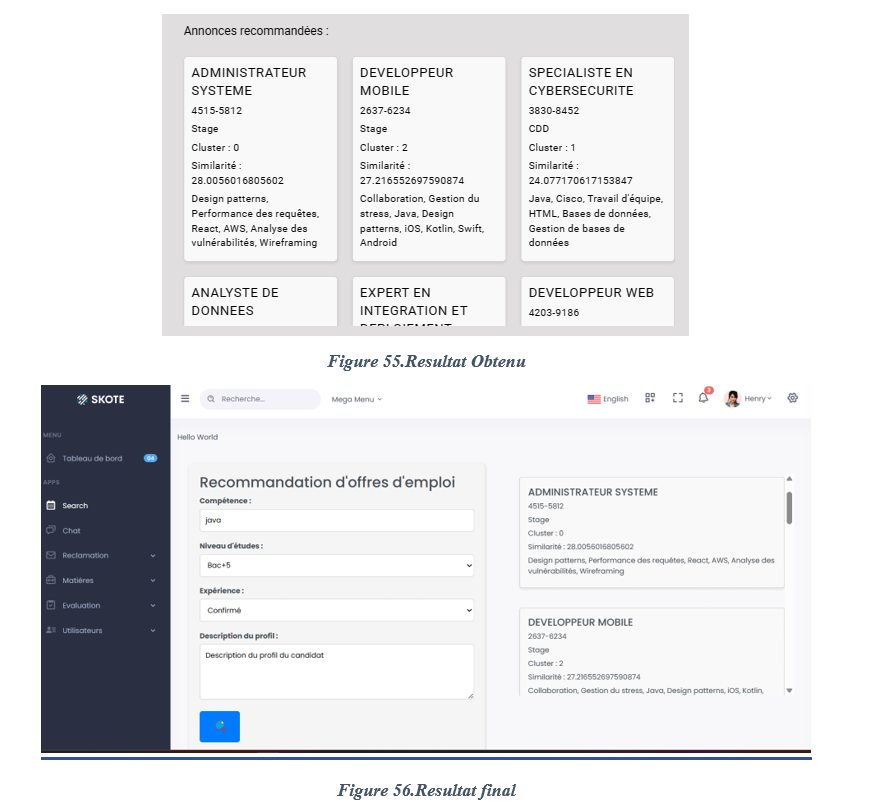 Annonces recommandées :
ADMINISTRATEUR
SYSTEME
4515-5812
Stage
Cluster : 0
Similarité :
28.0056016805602
Design patterns,
Performance des requêtes,
React, AWS, Analyse des
vulnérabilités, Wireframing
DEVELOPPEUR
MOBILE
2637-6234
Stage
Cluster : 2
Similarité :
27.216552697590874
Collaboration, Gestion du
stress, Java, Design
patterns, iOS, Kotlin, Swift,
Android
SPECIALISTE EN
CYBERSECURITE
3830-8452
CDD
Cluster : 1
Similarité :
24.077170617153847
Java, Cisco, Travail d'équipe,
HTML, Bases de données,
Gestion de bases de
données
ANALYSTE DE
DONNEES
EXPERT EN
INTEGRATION ET
DEPLOIEMENT
DEVELOPPEUR WEB
4203-9186
Figure 55.Resultat Obtenu
SKOTE
Recherche...
Mega Menu
English
3
Henry
MENU
Tableau de bord
04
APPS
Search
Chat
Reclamation
Matières
Evaluation
Utilisateurs
Hello World
Recommandation d'offres d'emploi
Compétence :
java
Niveau d'études :
Bac+5
Expérience :
Confirmé
Description du profil :
Description du profil du candidat
ADMINISTRATEUR SYSTEME
4515-5812
Stage
Cluster : 0
Similarité : 28.0056016805602
Design patterns, Performance des requêtes, React, AWS, Analyse des
vulnérabilités, Wireframing
DEVELOPPEUR MOBILE
2637-6234
Stage
Cluster : 2
Similarité : 27.216552697590874
Collaboration, Gestion du stress, Java, Design patterns, iOS, Kotlin,
Figure 56.Resultat final